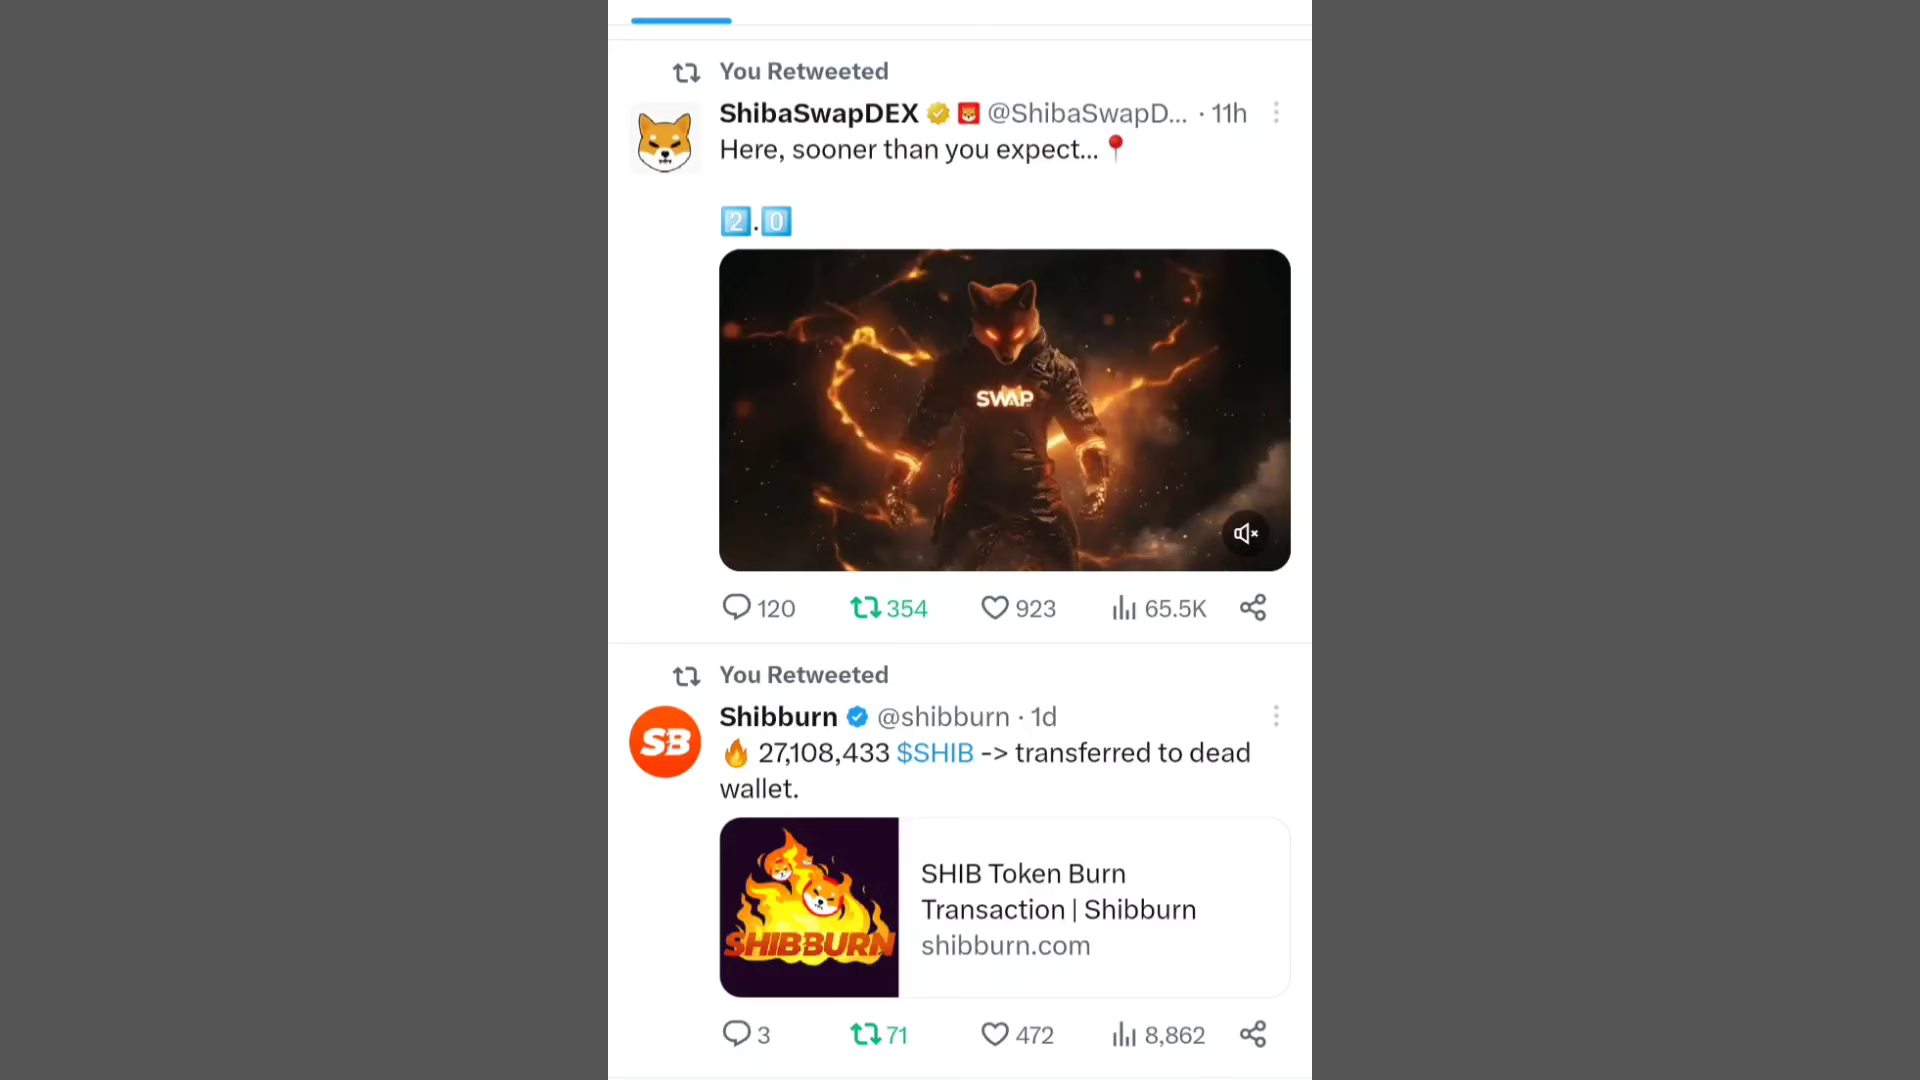 You Retweeted
ShibaSwapDEX @ShibaSwapD... · 11h
Here, sooner than you expect...📍
2️⃣.0️⃣
SWAP
120 354 923 65.5K
You Retweeted
SB
Shibburn @shibburn · 1d
🔥 27,108,433 $SHIB -> transferred to dead
wallet.
SHIBBURN
SHIB Token Burn
Transaction | Shibburn
shibburn.com
3 71 472 8,862